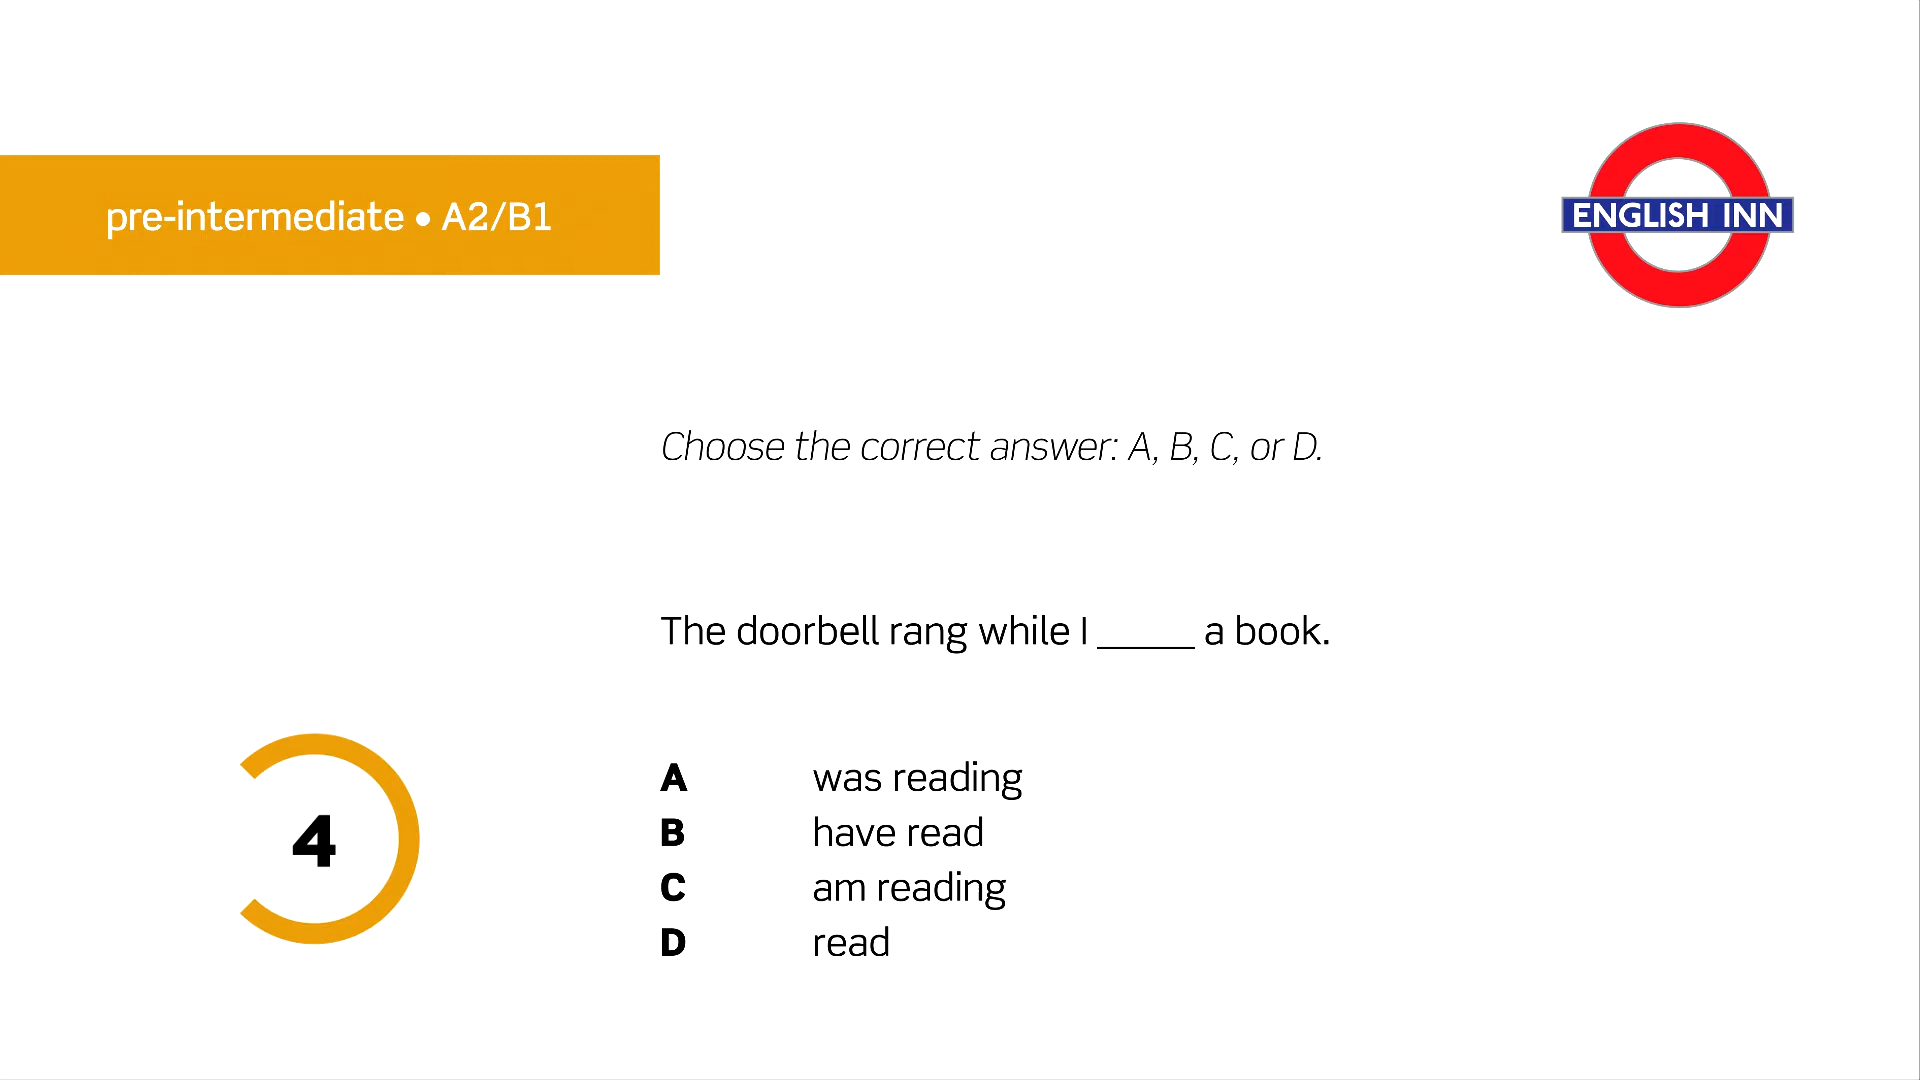 pre-intermediate • A2/B1
ENGLISH INN
Choose the correct answer: A, B, C, or D.
The doorbell rang while I _____ a book.
4
A was reading
B have read
C am reading
D read